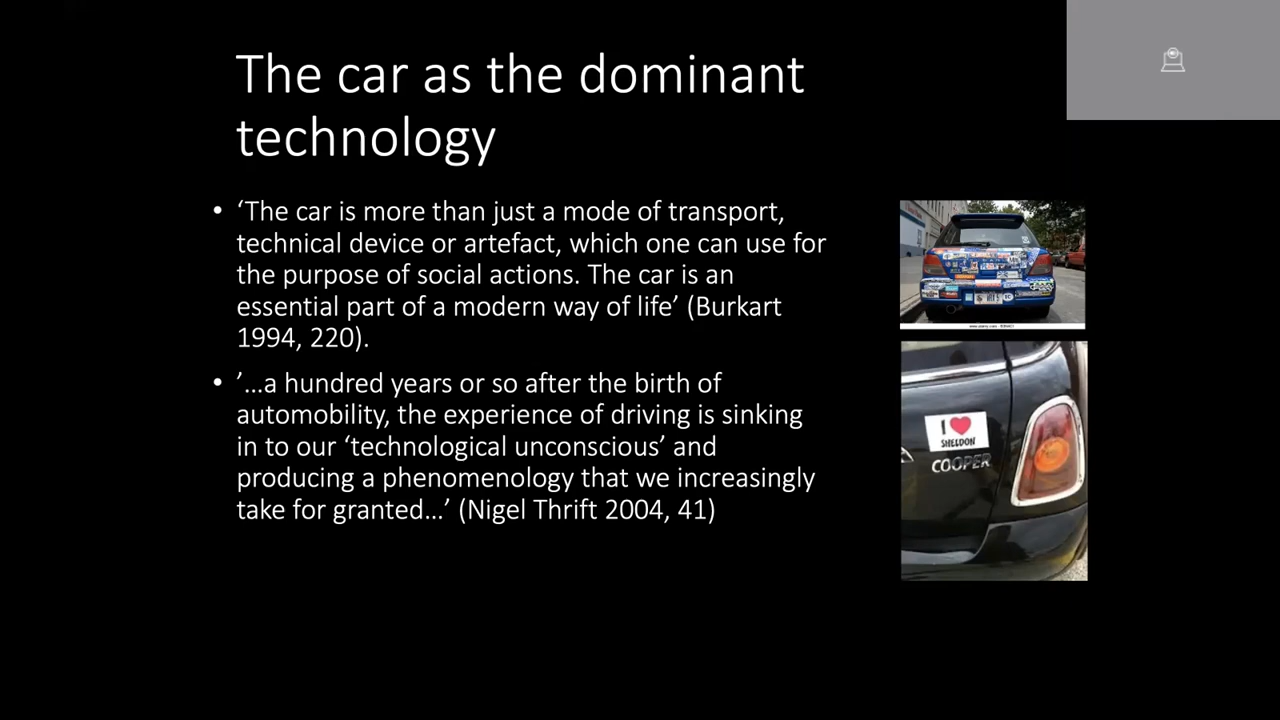 The car as the dominant
technology
• ‘The car is more than just a mode of transport,
technical device or artefact, which one can use for
the purpose of social actions. The car is an
essential part of a modern way of life’ (Burkart
1994, 220).
• ’…a hundred years or so after the birth of
automobility, the experience of driving is sinking
in to our ‘technological unconscious’ and
producing a phenomenology that we increasingly
take for granted…’ (Nigel Thrift 2004, 41)
I ❤
SHELDON
COOPER